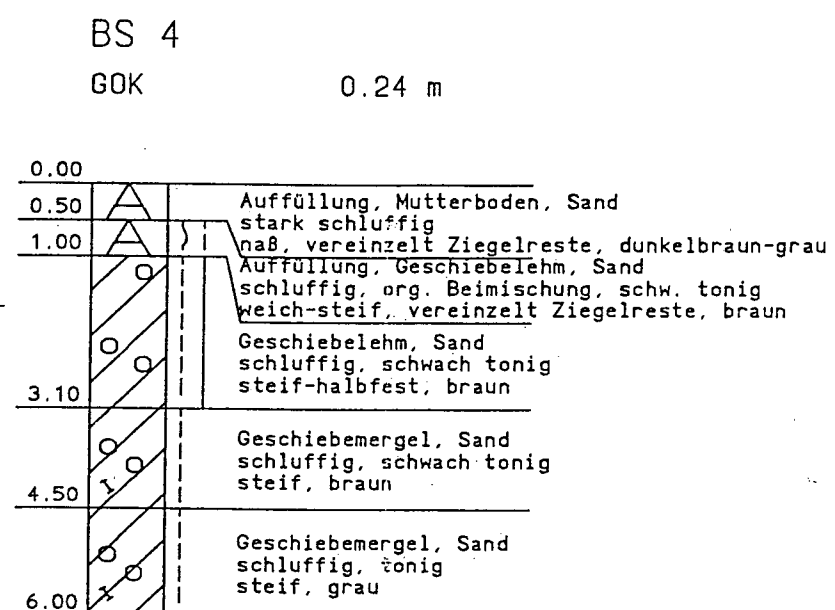 BS 4
GOK 0.24 m
0.00
0.50 Auffüllung, Mutterboden, Sand
stark schluffig
1.00 naß, vereinzelt Ziegelreste, dunkelbraun-grau
Auffüllung, Geschiebelehm, Sand
schluffig, org. Beimischung, schw. tonig
weich-steif, vereinzelt Ziegelreste, braun
Geschiebelehm, Sand
schluffig, schwach tonig
steif-halbfest, braun
3.10
Geschiebemergel, Sand
schluffig, schwach tonig
steif, braun
4.50
Geschiebemergel, Sand
schluffig, tonig
steif, grau
6.00